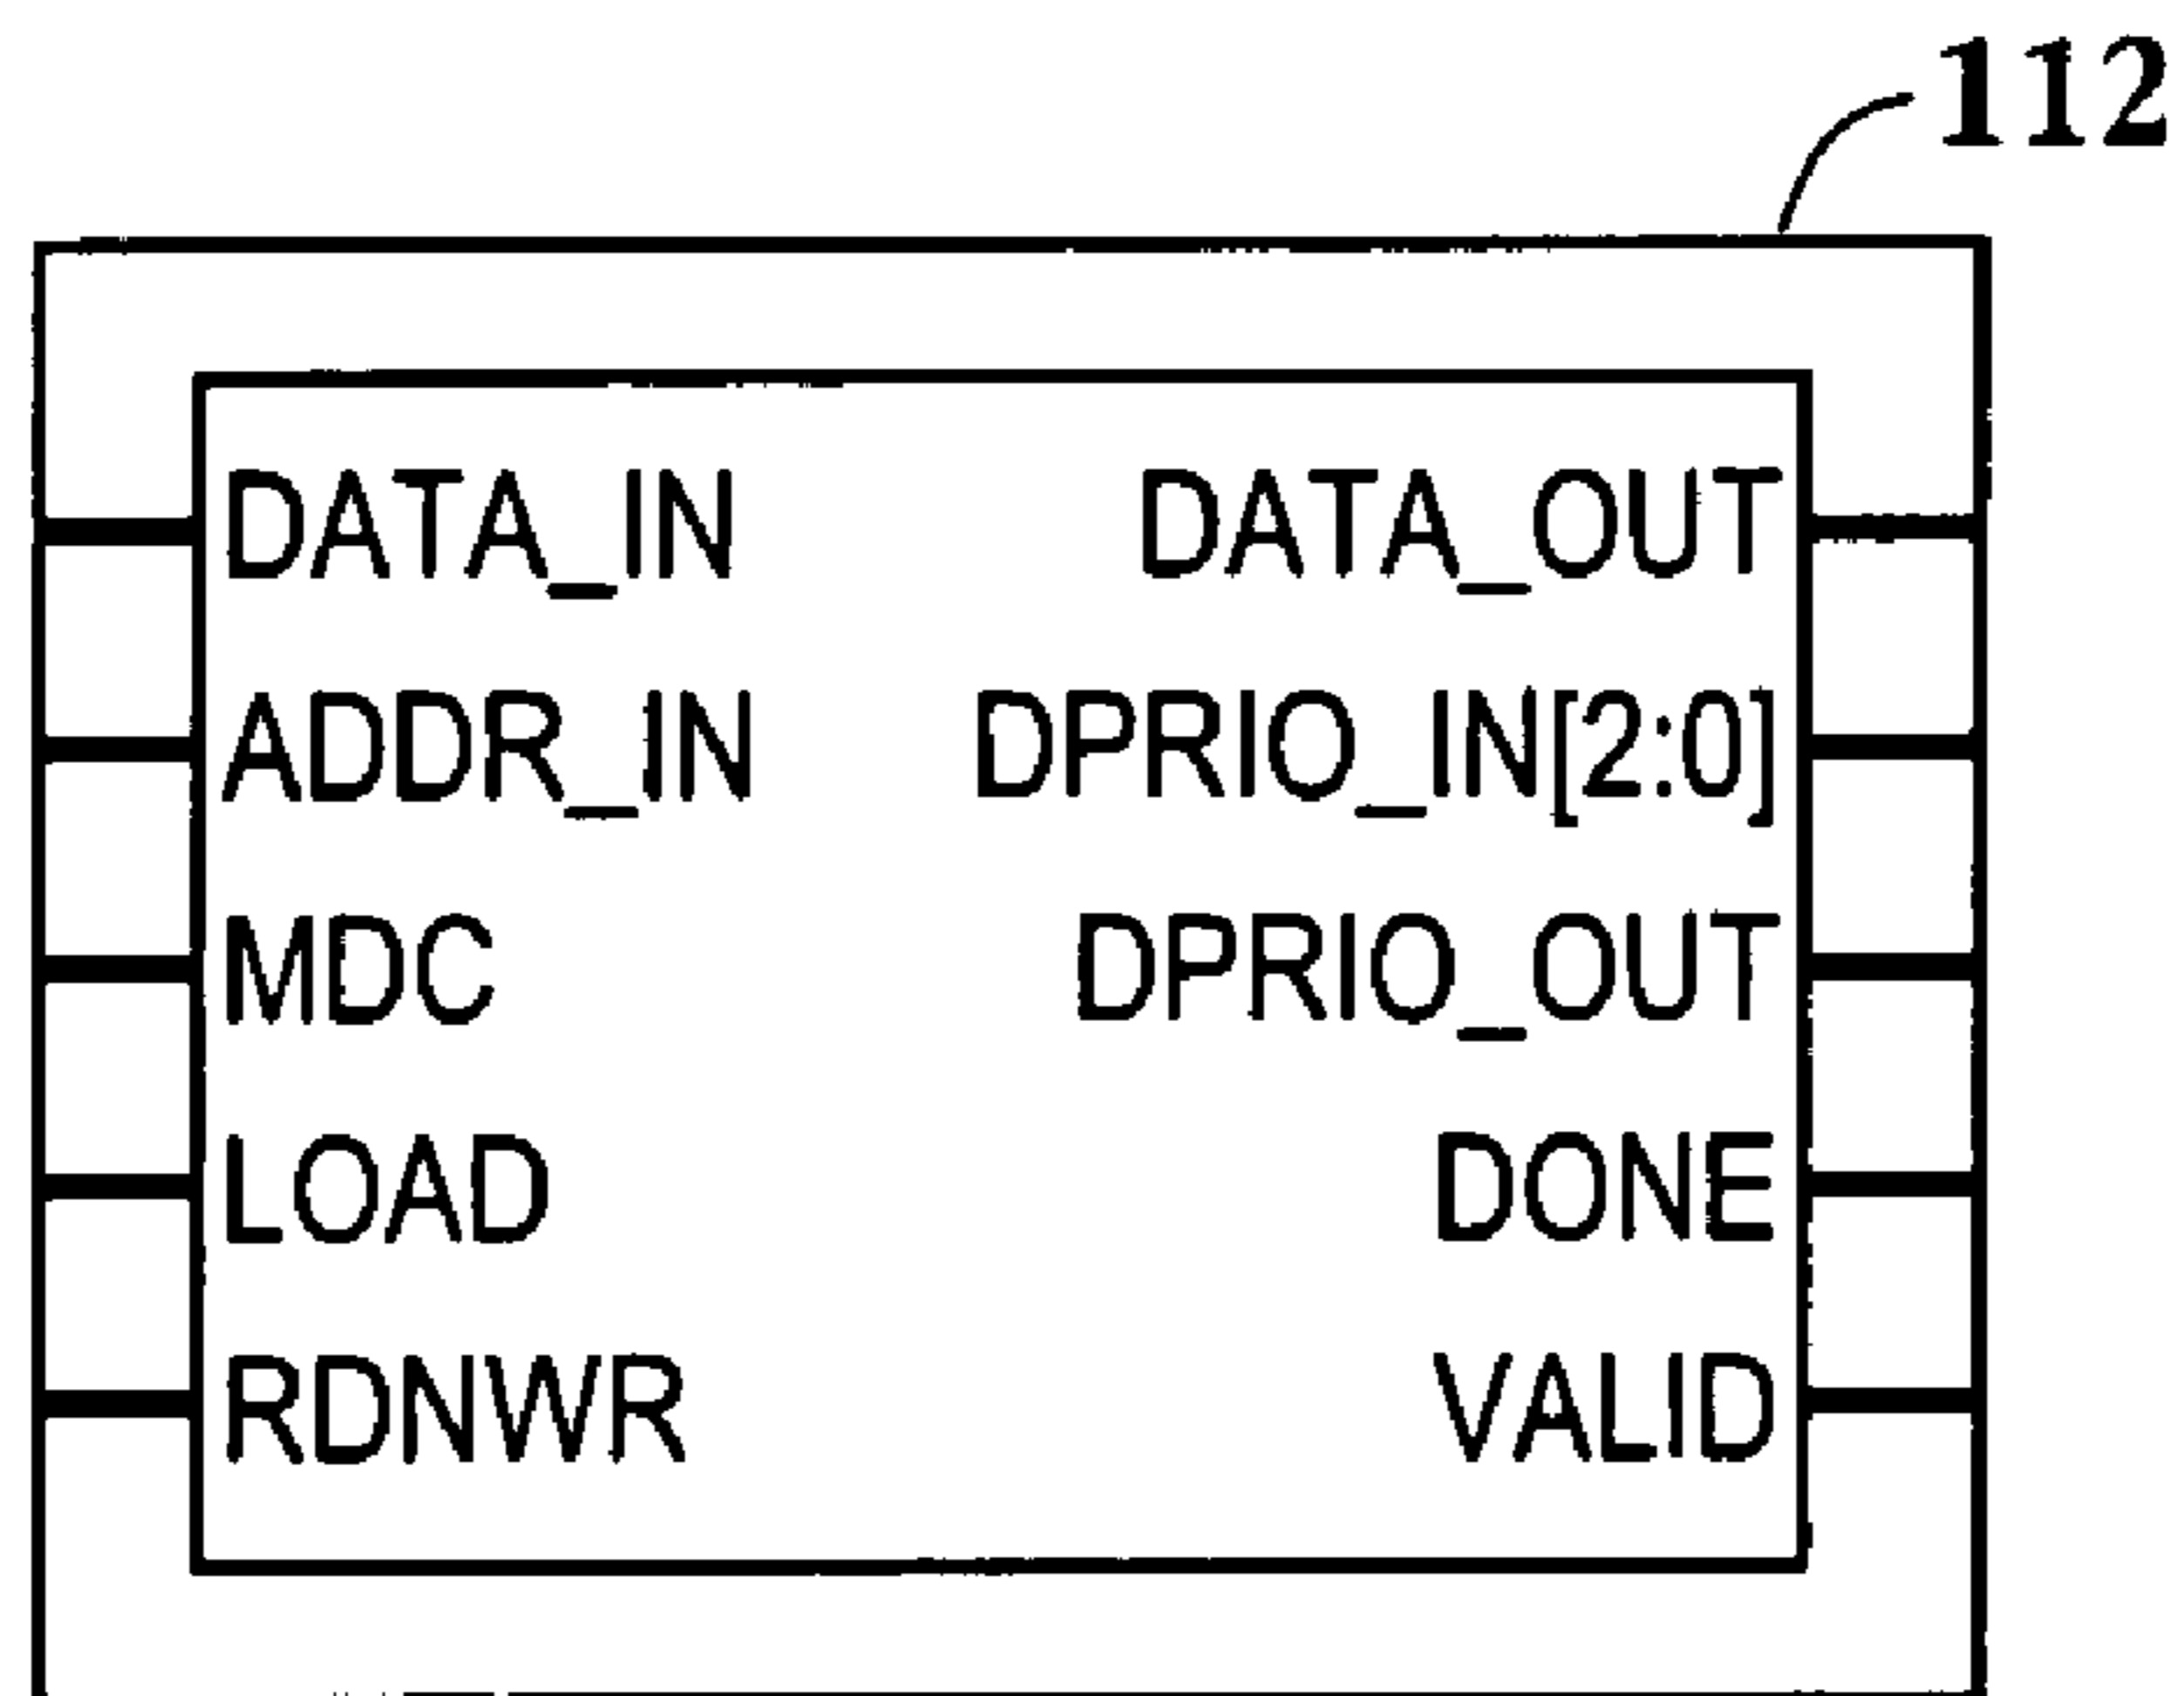 112
DATA_IN DATA_OUT
ADDR_IN DPRIO_IN[2:0]
MDC DPRIO_OUT
LOAD DONE
RDNWR VALID